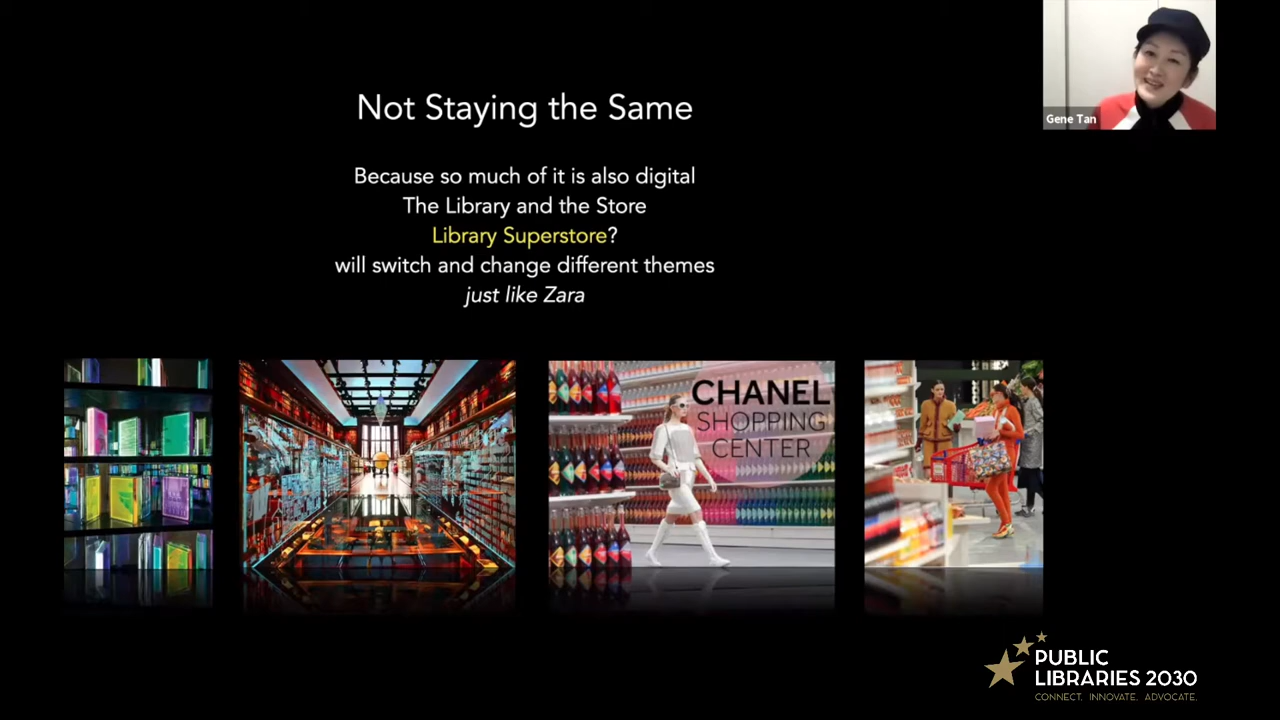 Gene Tan
Not Staying the Same
Because so much of it is also digital
The Library and the Store
Library Superstore?
will switch and change different themes
just like Zara
CHANEL
SHOPPING
CENTER
PUBLIC
LIBRARIES 2030
CONNECT. INNOVATE. ADVOCATE.